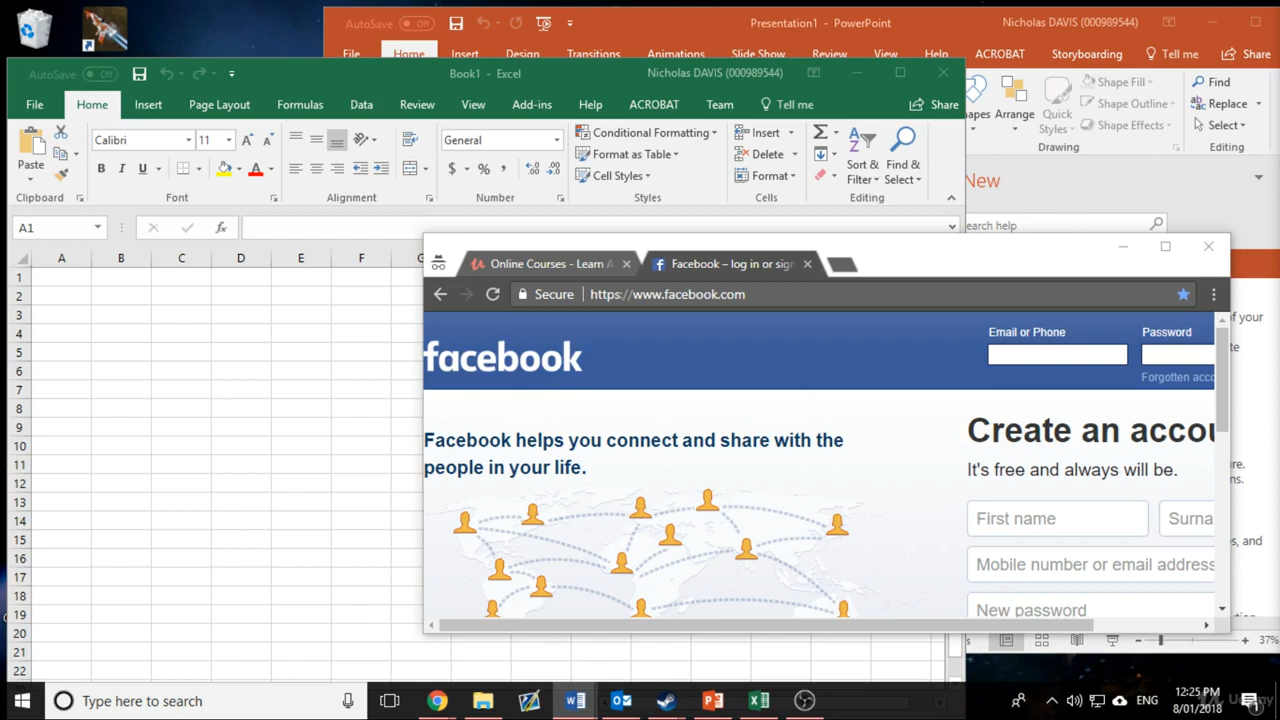 AutoSave Off
Presentation1 - PowerPoint
Nicholas DAVIS (000989544)
File Home Insert Design Transitions Animations Slide Show Review View Help ACROBAT Storyboarding Tell me Share
AutoSave Off
Book1 - Excel
Nicholas DAVIS (000989544)
File Home Insert Page Layout Formulas Data Review View Add-ins Help ACROBAT Team Tell me Share
Paste
Clipboard
Calibri 11
B I U
Font
Alignment
General
$ % ,
Number
Conditional Formatting
Format as Table
Cell Styles
Styles
Insert
Delete
Format
Cells
Sort & Filter
Find & Select
Editing
Arrange
Quick Styles
Shape Fill
Shape Outline
Shape Effects
Drawing
Find
Replace
Select
Editing
New
A1
fx
A B C D E F
1
2
3
4
5
6
7
8
9
10
11
12
13
14
15
16
17
18
19
20
21
22
Online Courses - Learn
Facebook – log in or sign
Secure https://www.facebook.com
facebook
Email or Phone
Password
Forgotten
Facebook helps you connect and share with the
people in your life.
Create an
It's free and always will be.
First name
Mobile number or email address
New password
help
of your
37%
Type here to search
ENG
12:25 PM
8/01/2018
Udemy